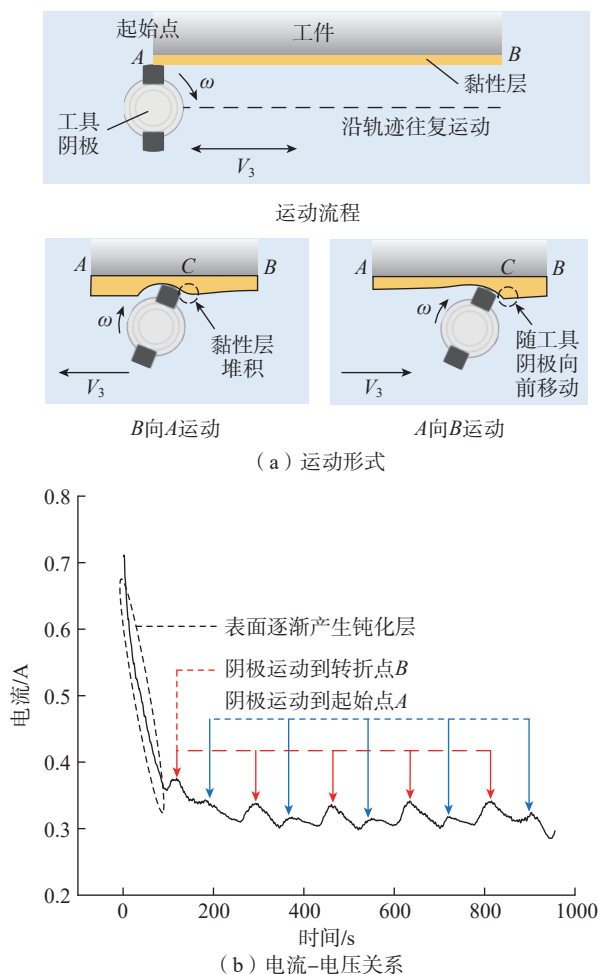 起始点
工件
A
B
ω
黏性层
工具
阴极
沿轨迹往复运动
V3
运动流程
A
C
B
ω
黏性层
堆积
V3
B向A运动
A
C
B
ω
随工具
阴极向
前移动
V3
A向B运动
（a）运动形式
0.8
0.7
0.6
0.5
0.4
0.3
0.2
电流/A
表面逐渐产生钝化层
阴极运动到转折点B
阴极运动到起始点A
0 200 400 600 800 1000
时间/s
（b）电流–电压关系